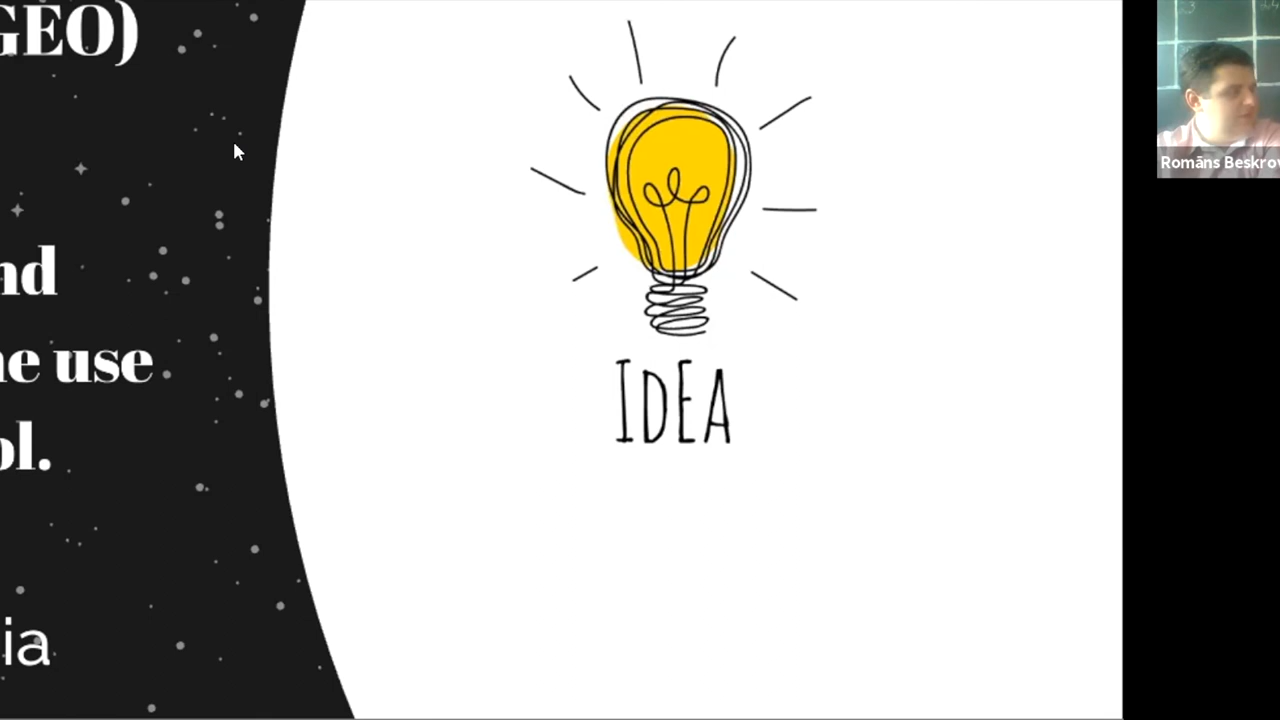 GEO)
nd
ne use
ol.
ia
IDEA
Romāns Beskrov